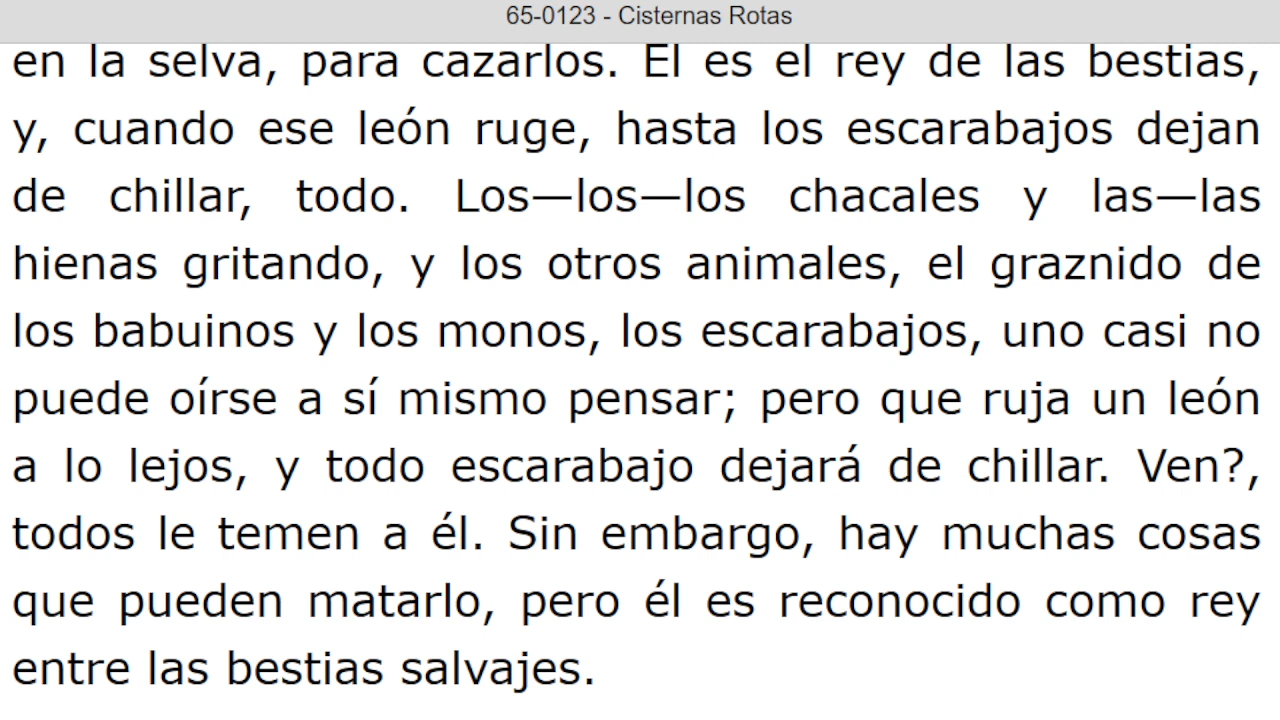 65-0123 - Cisternas Rotas
en la selva, para cazarlos. El es el rey de las bestias,
y, cuando ese león ruge, hasta los escarabajos dejan
de chillar, todo. Los—los—los chacales y las—las
hienas gritando, y los otros animales, el graznido de
los babuinos y los monos, los escarabajos, uno casi no
puede oírse a sí mismo pensar; pero que ruja un león
a lo lejos, y todo escarabajo dejará de chillar. Ven?,
todos le temen a él. Sin embargo, hay muchas cosas
que pueden matarlo, pero él es reconocido como rey
entre las bestias salvajes.